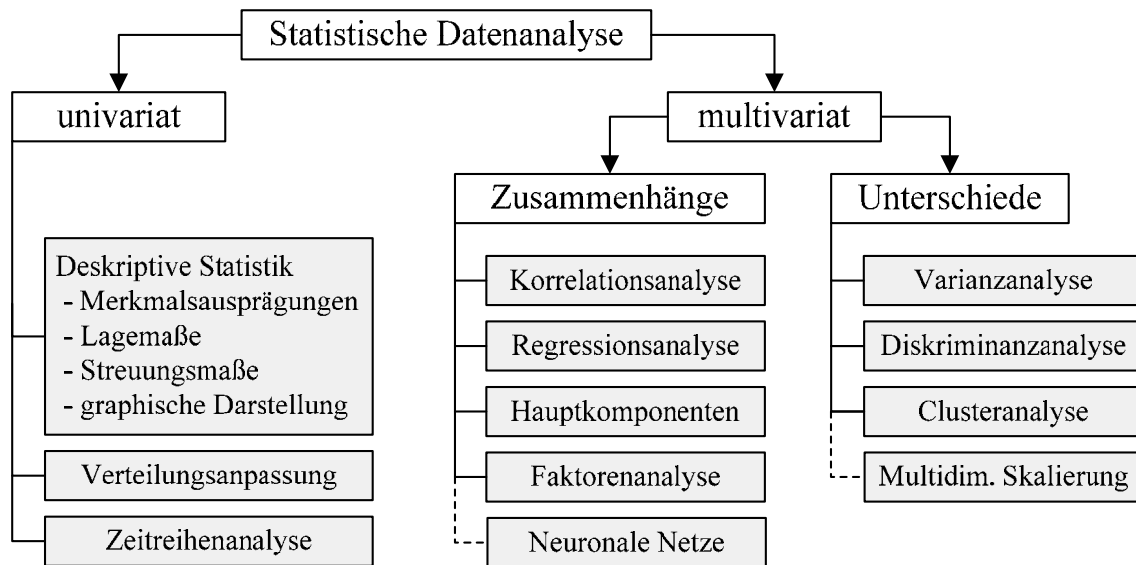 Statistische Datenanalyse
univariat
multivariat
Zusammenhänge
Unterschiede
Deskriptive Statistik
- Merkmalsausprägungen
- Lagemaße
- Streuungsmaße
- graphische Darstellung
Verteilungsanpassung
Zeitreihenanalyse
Korrelationsanalyse
Regressionsanalyse
Hauptkomponenten
Faktorenanalyse
Neuronale Netze
Varianzanalyse
Diskriminanzanalyse
Clusteranalyse
Multidim. Skalierung